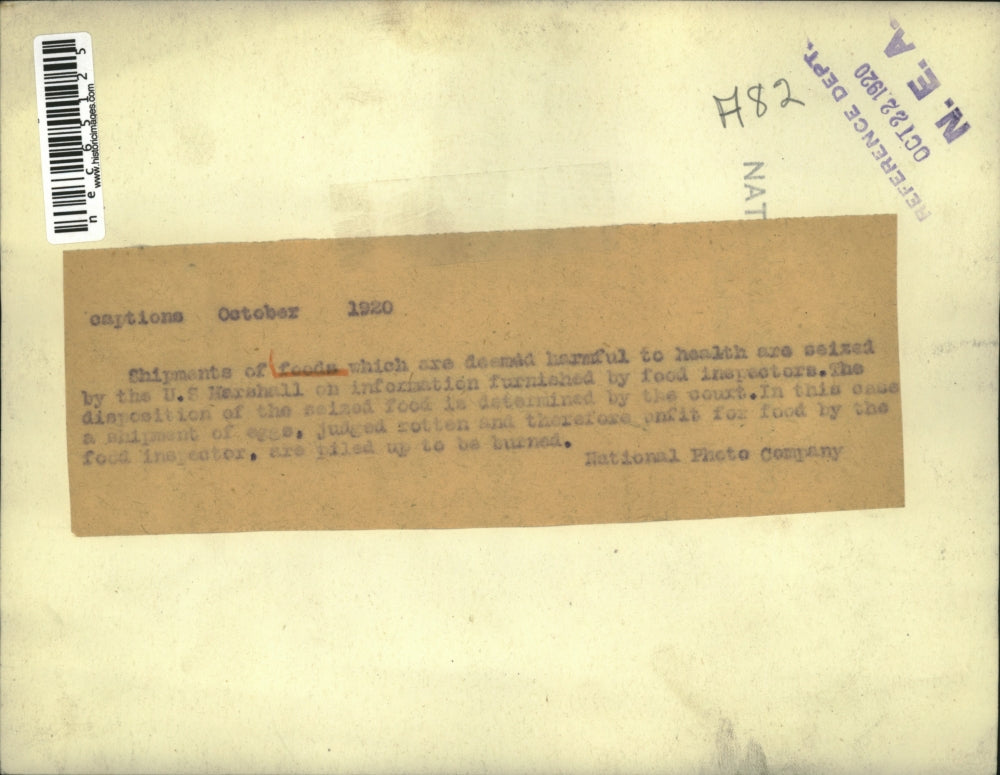 nec65125
www.historicimages.com
A82
REFERENCE DEPT.
OCT 22 1920
N. E. A.
NAT
captions October 1920
Shipments of foods which are deemed harmful to health are seized
by the U.S Marshall on information furnished by food inspectors.The
disposition of the seized food is determined by the court.In this case
a shipment of eggs, judged rotten and therefore unfit for food by the
food inspector, are piled up to be burned.
National Photo Company